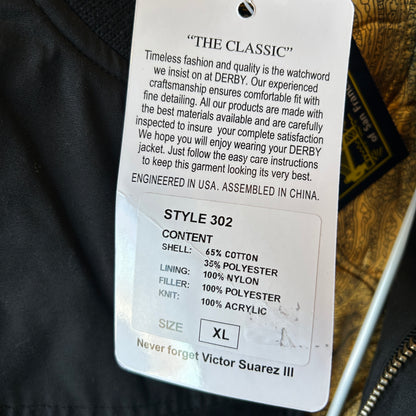 “THE CLASSIC”
Timeless fashion and quality is the watchword
we insist on at DERBY. Our experienced
craftsmanship ensures comfortable fit with
fine detailing. All our products are made with
the best materials available and are carefully
inspected to insure your complete satisfaction
We hope you will enjoy wearing your DERBY
jacket. Just follow the easy care instructions
to keep this garment looking its very best.
ENGINEERED IN USA. ASSEMBLED IN CHINA.
STYLE 302
CONTENT
SHELL: 65% COTTON
35% POLYESTER
LINING: 100% NYLON
FILLER: 100% POLYESTER
KNIT: 100% ACRYLIC
SIZE XL
Never forget Victor Suarez III
of San Fran